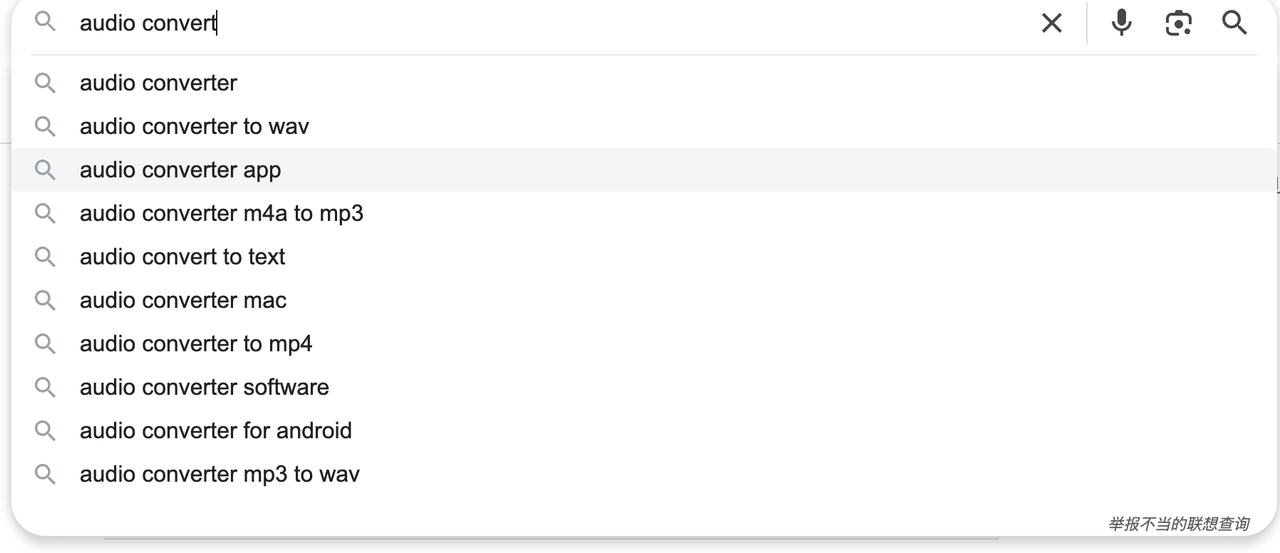 audio convert
audio converter
audio converter to wav
audio converter app
audio converter m4a to mp3
audio convert to text
audio converter mac
audio converter to mp4
audio converter software
audio converter for android
audio converter mp3 to wav
举报不当的联想查询